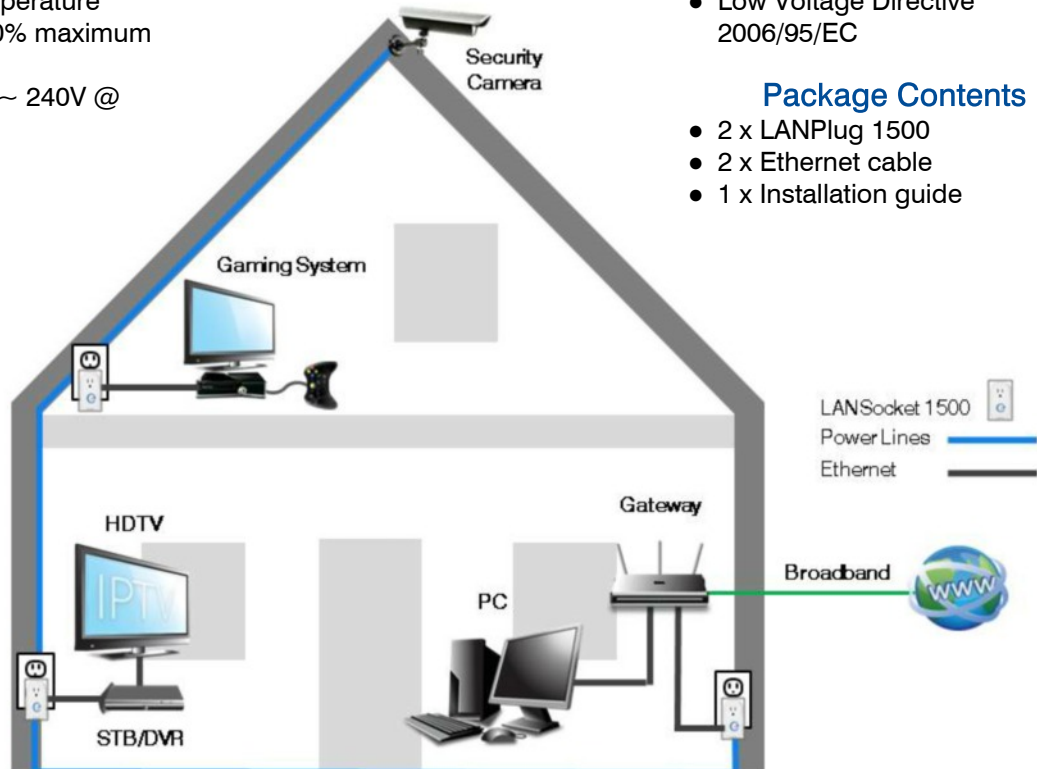 perature
0% maximum
~ 240V @
● Low Voltage Directive
2006/95/EC
Package Contents
● 2 x LANPlug 1500
● 2 x Ethernet cable
● 1 x Installation guide
Security
Camera
Gaming System
LANSocket 1500
Power Lines
Ethernet
HDTV
IPTV
STB/DVR
PC
Gateway
Broadband
WWW